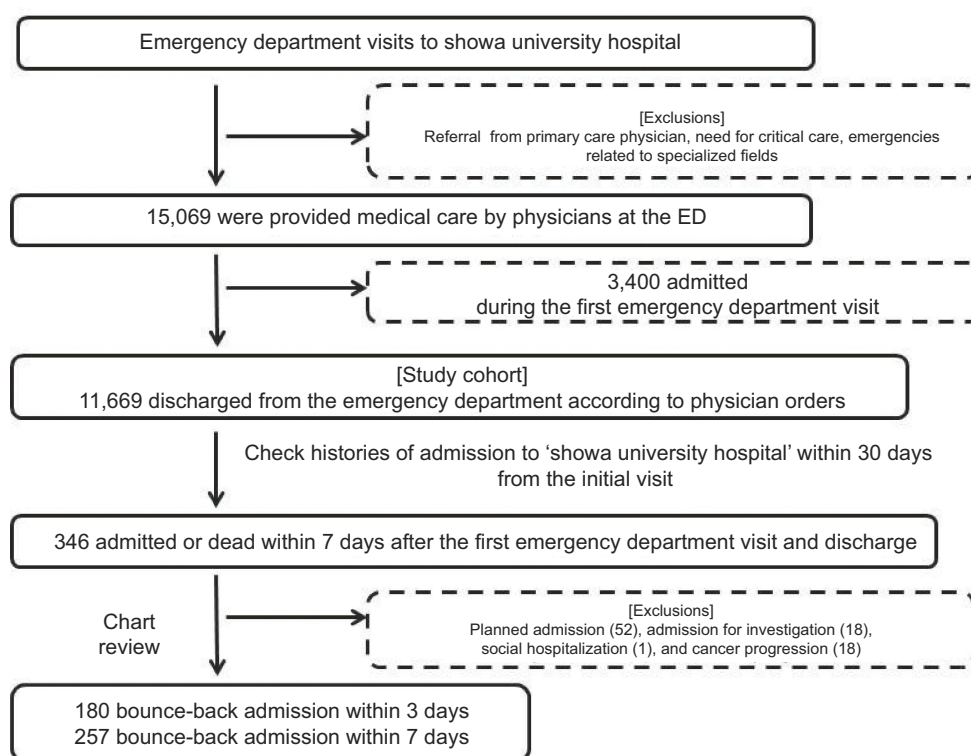 Emergency department visits to showa university hospital
[Exclusions]
Referral from primary care physician, need for critical care, emergencies
related to specialized fields
15,069 were provided medical care by physicians at the ED
3,400 admitted
during the first emergency department visit
[Study cohort]
11,669 discharged from the emergency department according to physician orders
Check histories of admission to ‘showa university hospital’ within 30 days
from the initial visit
346 admitted or dead within 7 days after the first emergency department visit and discharge
Chart
review
[Exclusions]
Planned admission (52), admission for investigation (18),
social hospitalization (1), and cancer progression (18)
180 bounce-back admission within 3 days
257 bounce-back admission within 7 days